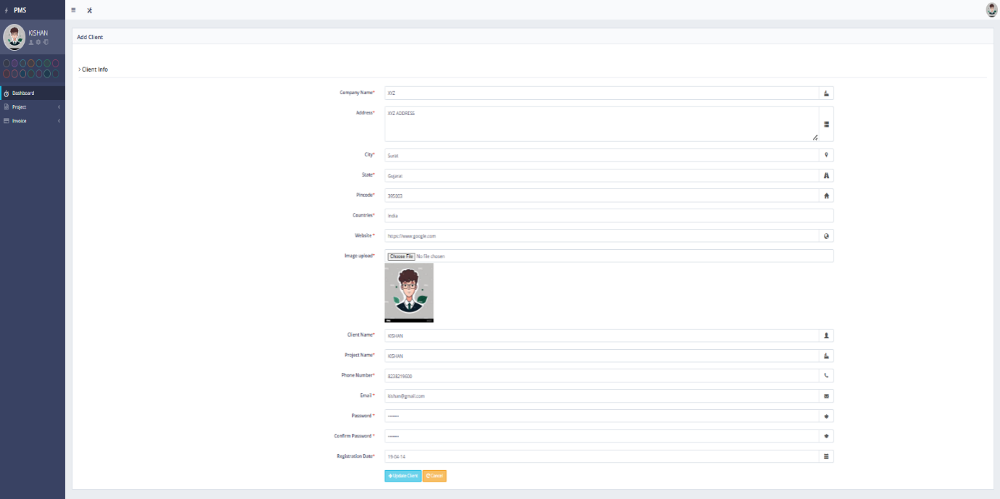 PMS
KISHAN
Dashboard
Project
Invoice
Add Client
Client Info
Company Name*
XYZ
Address*
XYZ ADDRESS
City*
Surat
State*
Gujarat
Pincode*
395003
Countries*
India
Website *
https://www.google.com
Image upload*
Choose File No file chosen
Client Name*
KISHAN
Project Name*
KISHAN
Phone Number*
8238219600
Email *
kishan@gmail.com
Password *
Confirm Password *
Registration Date*
19-04-14
Update Client Cancel